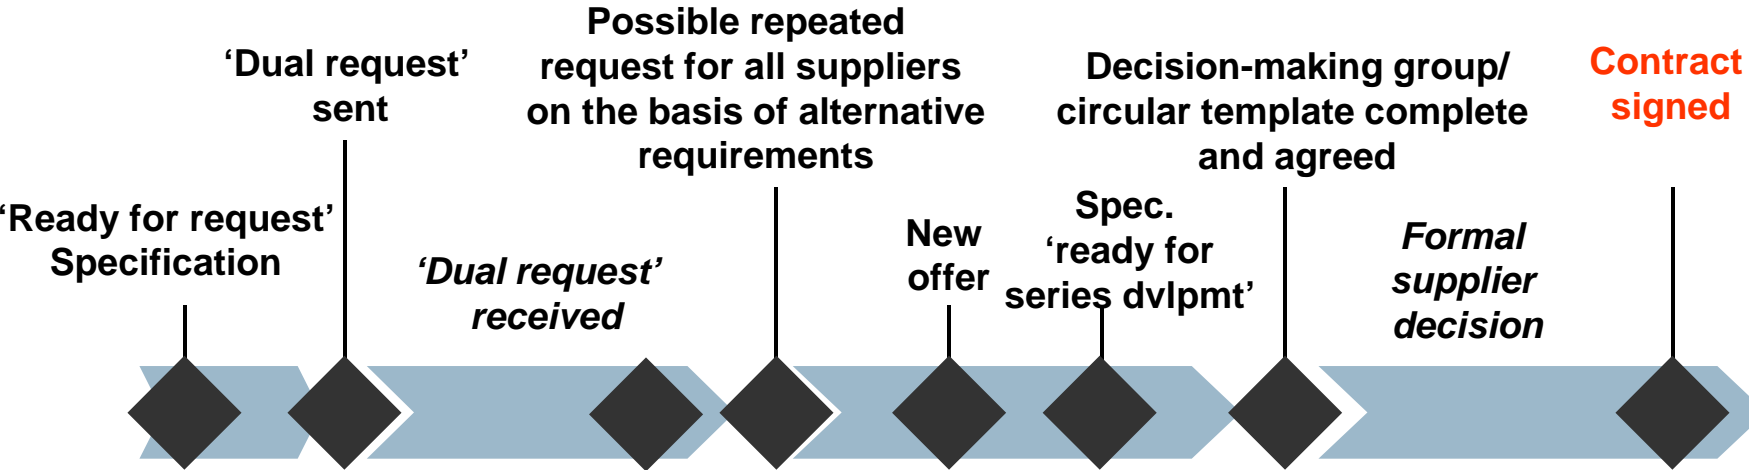 ‘Ready for request’
Specification
‘Dual request’
sent
‘Dual request’
received
Possible repeated
request for all suppliers
on the basis of alternative
requirements
New
offer
Spec.
‘ready for
series dvlpmt’
Decision-making group/
circular template complete
and agreed
Formal
supplier
decision
Contract
signed